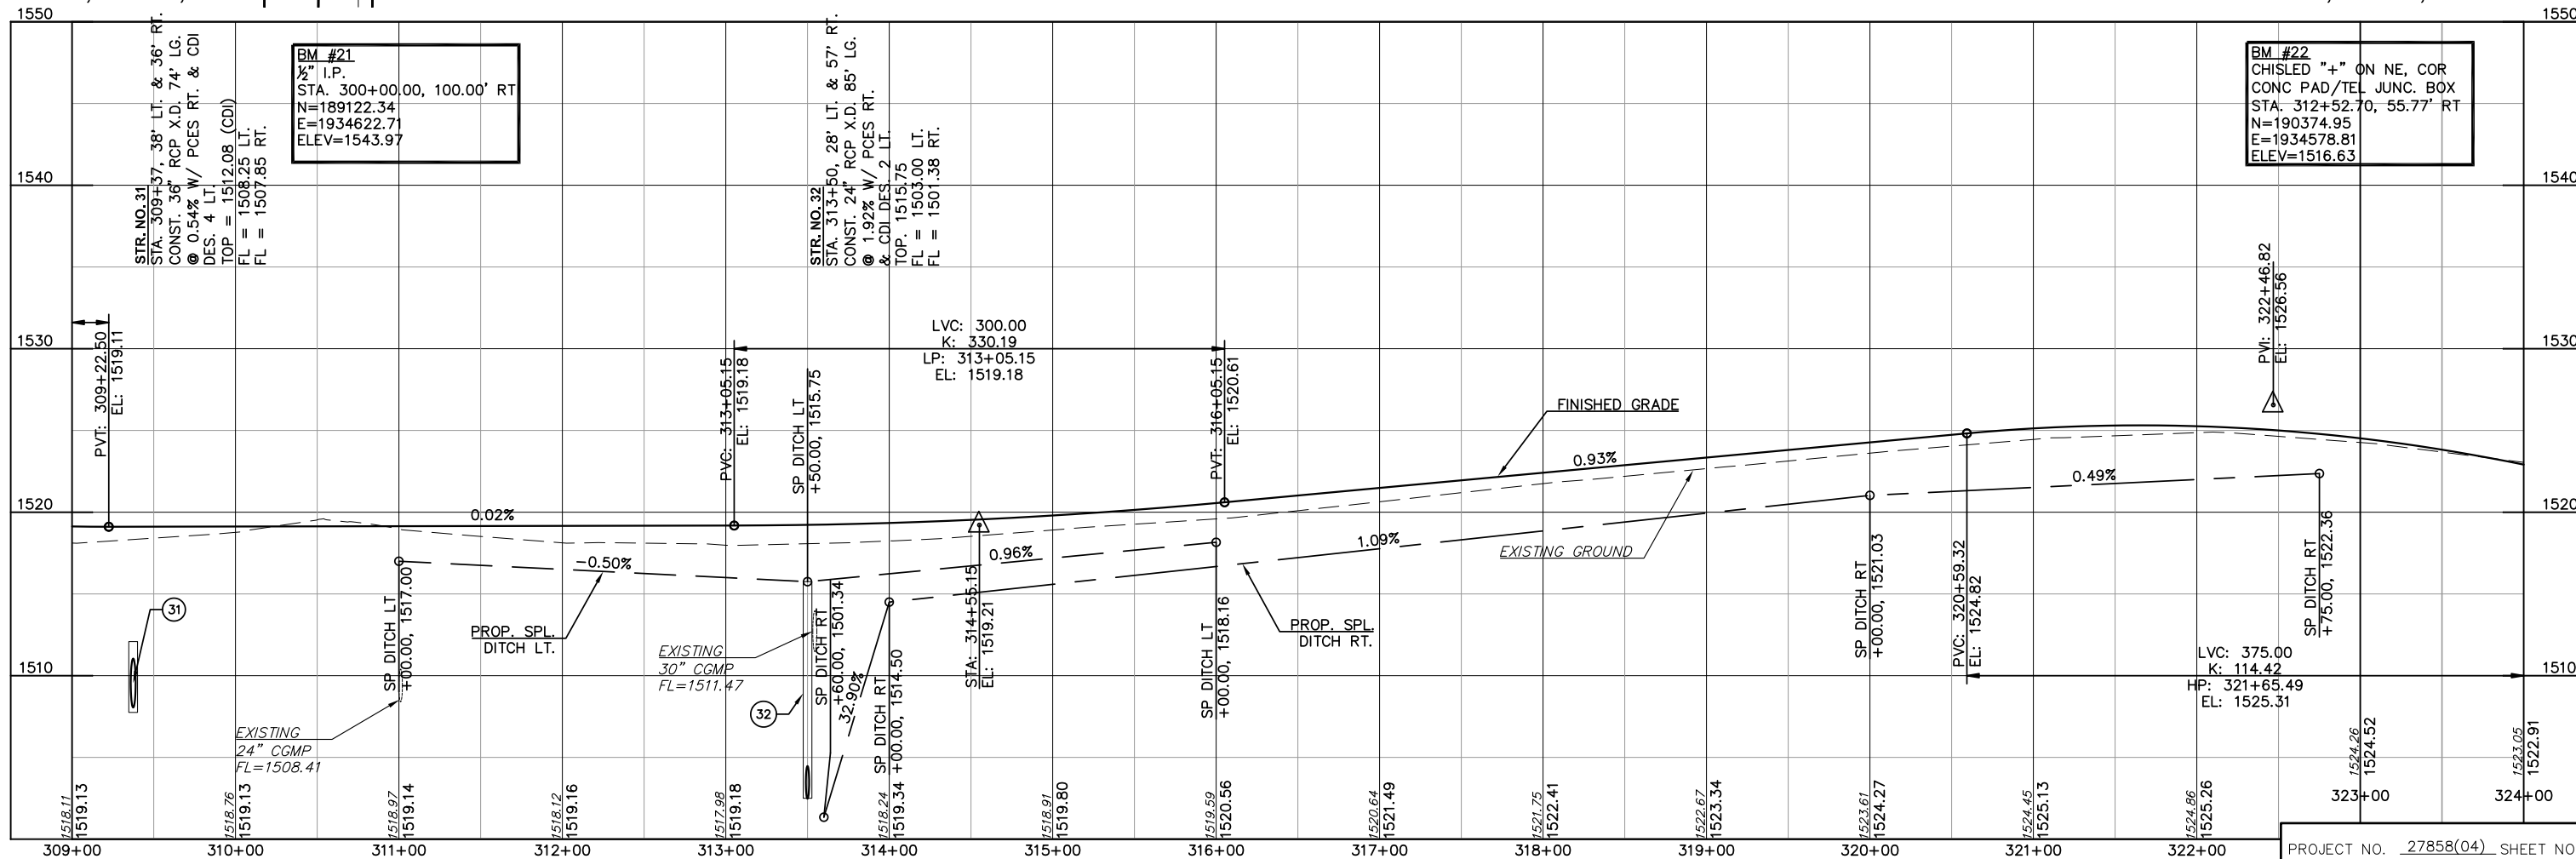 1550
1540
1530
1520
1510
1550
1540
1530
1520
1510
STR. NO. 31
STA. 309+37, 38' LT. & 36' RT.
CONST. 36" RCP X.D. 74' LG.
@ 0.54% W/ PCES RT. & CDI
DES. 4 LT.
TOP = 1512.08 (CDI)
FL = 1508.25 LT.
FL = 1507.85 RT.
BM #21
½" I.P.
STA. 300+00.00, 100.00' RT
N=189122.34
E=1934622.71
ELEV=1543.97
STR. NO. 32
STA. 313+50, 28' LT. & 57' RT.
CONST. 24" RCP X.D. 85' LG.
@ 1.92% W/ PCES RT.
& CDI DES. 2 LT.
TOP. 1515.75
FL = 1503.00 LT.
FL = 1501.38 RT.
BM #22
CHISLED "+" ON NE, COR
CONC PAD/TEL JUNC. BOX
STA. 312+52.70, 55.77' RT
N=190374.95
E=1934578.81
ELEV=1516.63
PVT: 309+22.50
EL: 1519.11
PVC: 313+05.15
EL: 1519.18
SP DITCH LT
+50.00, 1515.75
LVC: 300.00
K: 330.19
LP: 313+05.15
EL: 1519.18
PVT: 316+05.15
EL: 1520.61
FINISHED GRADE
PVI: 322+46.82
EL: 1526.56
0.02%
0.93%
0.49%
-0.50%
0.96%
1.09%
EXISTING GROUND
31
SP DITCH LT
+00.00, 1517.00
PROP. SPL.
DITCH LT.
EXISTING
30" CGMP
FL=1511.47
32
SP DITCH RT
+60.00, 1501.34
32.90%
SP DITCH RT
+00.00, 1514.50
STA: 314+55.15
EL: 1519.21
SP DITCH LT
+00.00, 1518.16
PROP. SPL.
DITCH RT.
SP DITCH RT
+00.00, 1521.03
PVC: 320+59.32
EL: 1524.82
SP DITCH RT
+75.00, 1522.36
LVC: 375.00
K: 114.42
HP: 321+65.49
EL: 1525.31
EXISTING
24" CGMP
FL=1508.41
1518.11
1519.13
1518.76
1519.13
1518.97
1519.14
1518.12
1519.16
1517.98
1519.18
1518.24
1519.34
1518.91
1519.80
1519.59
1520.56
1520.64
1521.49
1521.75
1522.41
1522.67
1523.34
1523.61
1524.27
1524.45
1525.13
1524.86
1525.26
1524.26
1524.52
1523.05
1522.91
323+00
324+00
309+00
310+00
311+00
312+00
313+00
314+00
315+00
316+00
317+00
318+00
319+00
320+00
321+00
322+00
PROJECT NO. 27858(04) SHEET NO